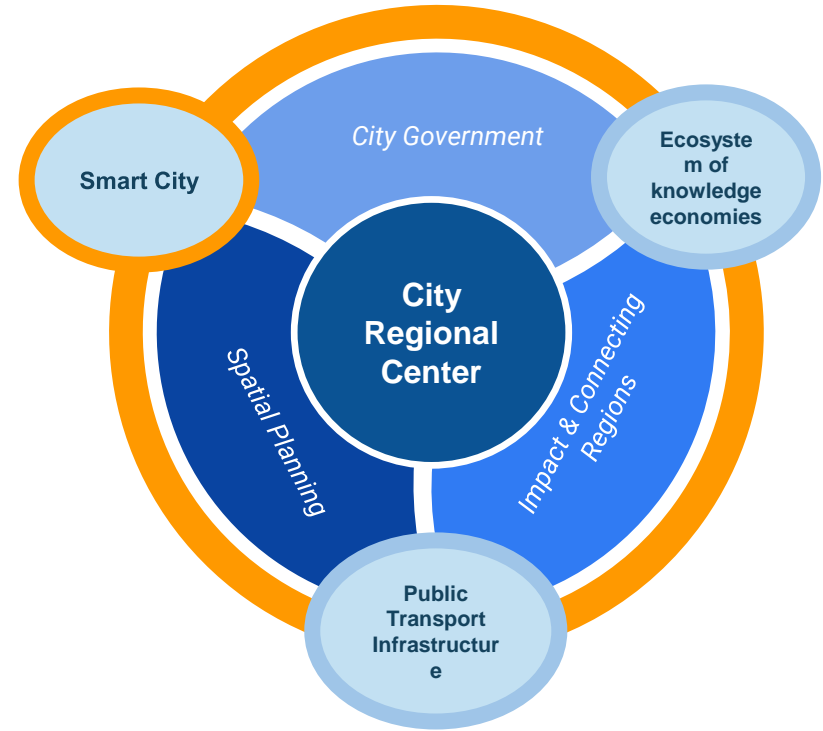 City Government
Smart City
Ecosyste
m of
knowledge
economies
City
Regional
Center
Spatial Planning
Impact & Connecting
Regions
Public
Transport
Infrastructur
e